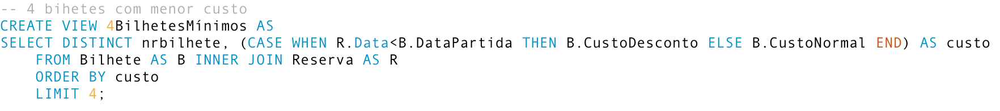 -- 4 bihetes com menor custo
CREATE VIEW 4BilhetesMínimos AS
SELECT DISTINCT nrbilhete, (CASE WHEN R.Data<B.DataPartida THEN B.CustoDesconto ELSE B.CustoNormal END) AS custo
    FROM Bilhete AS B INNER JOIN Reserva AS R
    ORDER BY custo
    LIMIT 4;